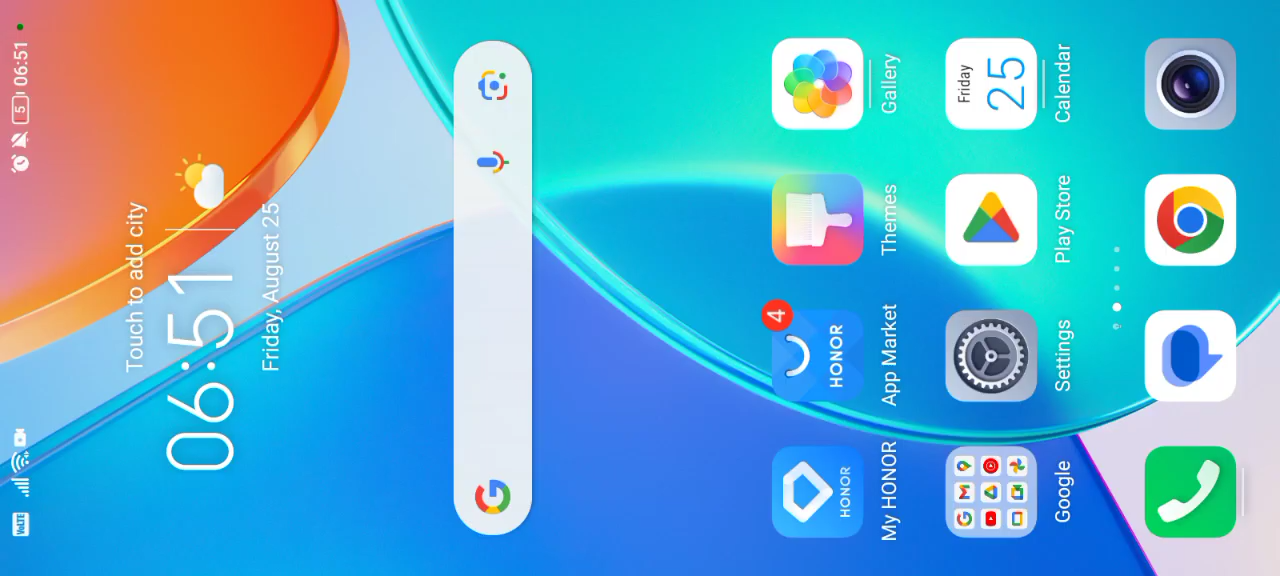 VoLTE
5
06:51
06:51
Touch to add city
Friday, August 25
HONOR
My HONOR
4
HONOR
App Market
Themes
Gallery
Google
Settings
Play Store
Friday
25
Calendar